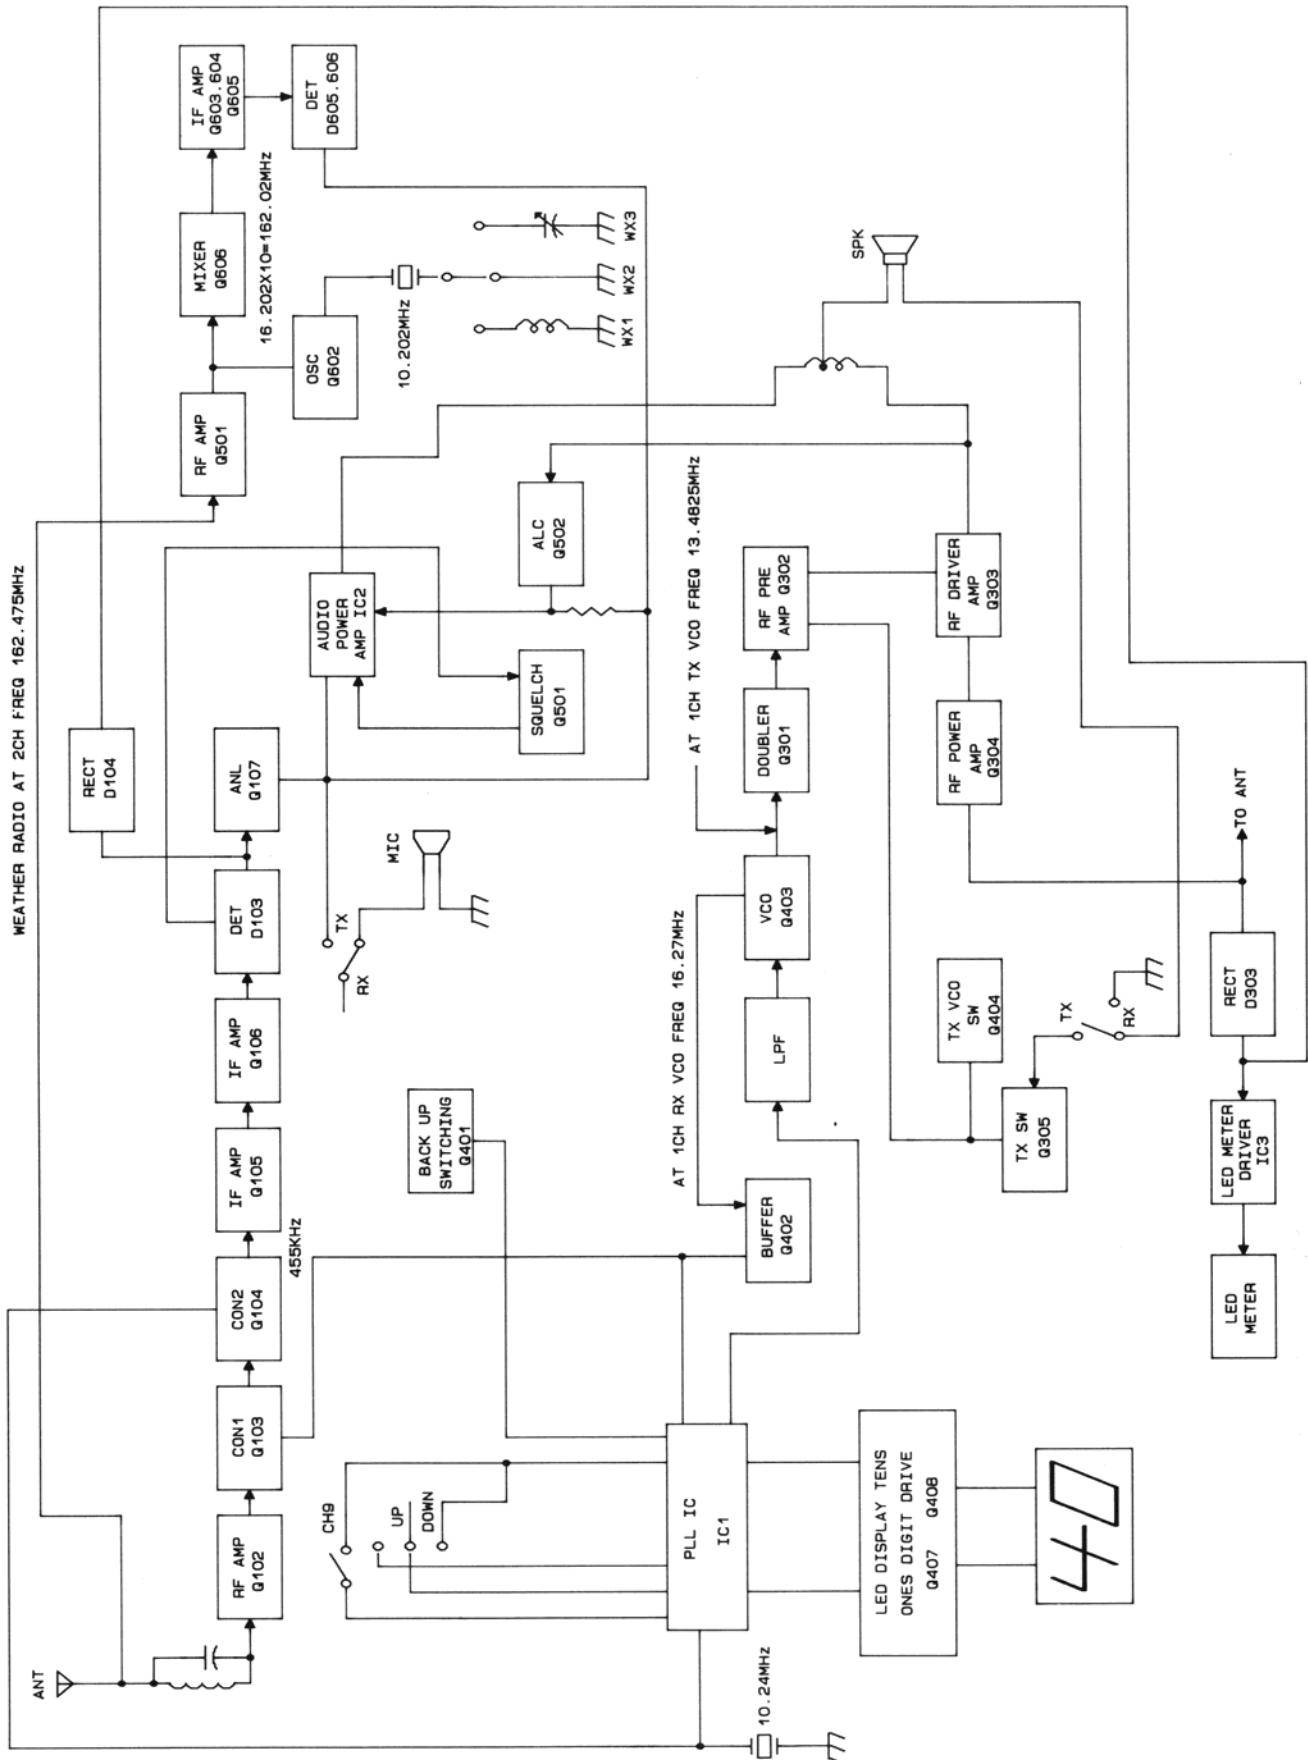 WEATHER RADIO AT 2CH FREQ 162.475MHz
ANT
RF AMP
Q102
CON1
Q103
CON2
Q104
455KHz
IF AMP
Q105
IF AMP
Q106
DET
D103
ANL
Q107
RECT
D104
RF AMP
Q501
MIXER
Q606
IF AMP
Q603.604
Q605
DET
D605.606
16.202X10=162.02MHz
OSC
Q602
10.202MHz
WX1
WX2
WX3
CH9
UP
DOWN
BACK UP
SWITCHING
Q401
RX
TX
MIC
AUDIO
POWER
AMP IC2
SQUELCH
Q501
ALC
Q502
SPK
10.24MHz
PLL IC
IC1
AT 1CH RX VCO FREQ 16.27MHz
AT 1CH TX VCO FREQ 13.4825MHz
BUFFER
Q402
LPF
VCO
Q403
DOUBLER
Q301
RF PRE
AMP Q302
LED DISPLAY TENS
ONES DIGIT DRIVE
Q407 Q408
40
TX SW
Q305
TX VCO
SW
Q404
TX
RX
RF POWER
AMP
Q304
RF DRIVER
AMP
Q303
LED
METER
LED METER
DRIVER
IC3
RECT
D303
TO ANT